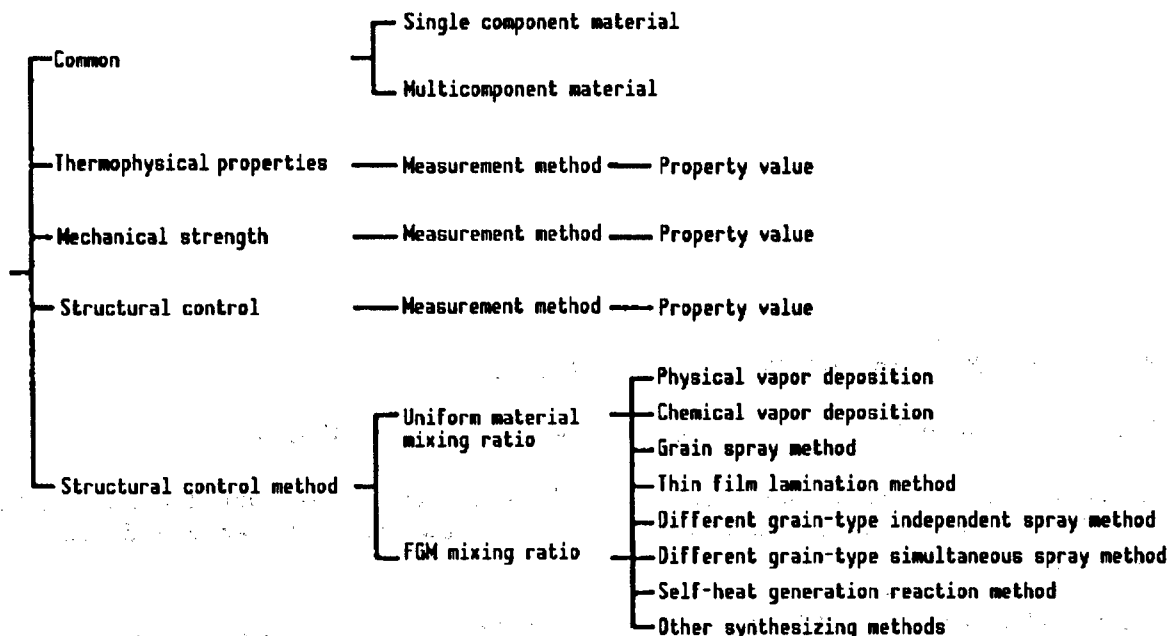 Single component material
Common
Multicomponent material
Thermophysical properties
Measurement method
Property value
Mechanical strength
Measurement method
Property value
Structural control
Measurement method
Property value
Physical vapor deposition
Uniform material
mixing ratio
Chemical vapor deposition
Grain spray method
Structural control method
Thin film lamination method
Different grain-type independent spray method
FGM mixing ratio
Different grain-type simultaneous spray method
Self-heat generation reaction method
Other synthesizing methods